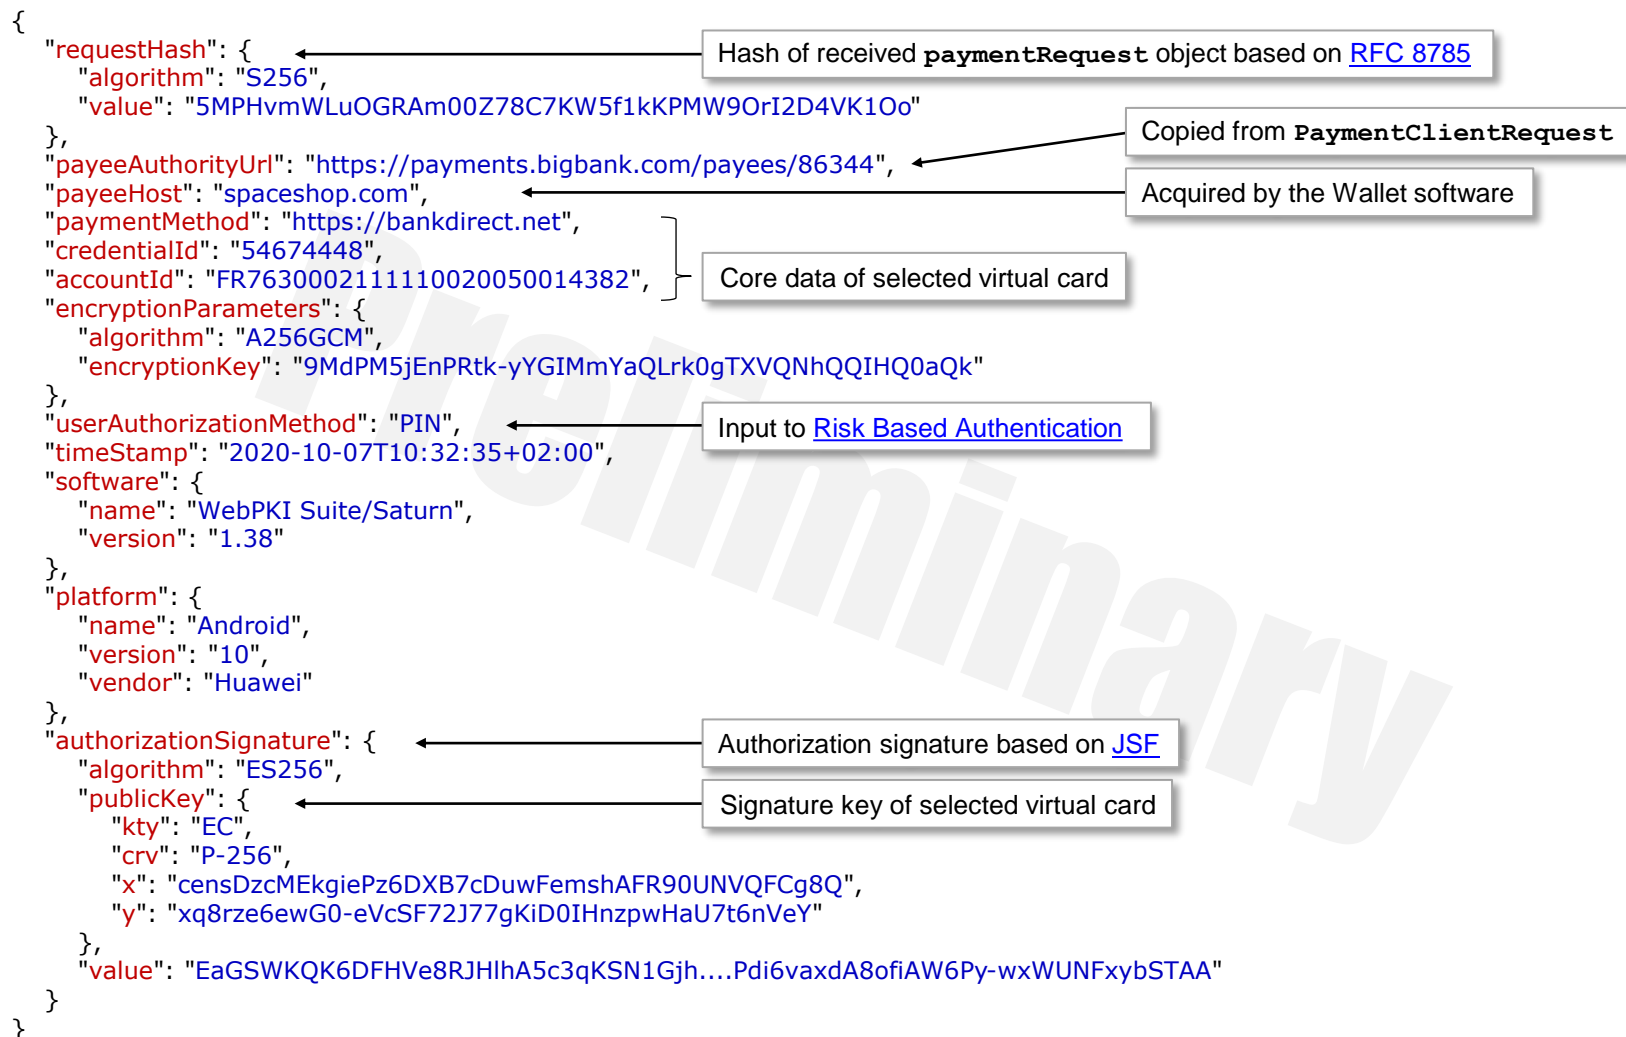 {
"requestHash": {
Hash of received paymentRequest object based on RFC 8785
"algorithm": "S256",
"value": "5MPHvmWLuOGRAm00Z78C7KW5f1kKPMW9OrI2D4VK1Oo"
},
Copied from PaymentClientRequest
"payeeAuthorityUrl": "https://payments.bigbank.com/payees/86344",
"payeeHost": "spaceshop.com",
Acquired by the Wallet software
"paymentMethod": "https://bankdirect.net",
"credentialId": "54674448",
"accountId": "FR7630002111110020050014382",
Core data of selected virtual card
"encryptionParameters": {
"algorithm": "A256GCM",
"encryptionKey": "9MdPM5jEnPRtk-yYGIMmYaQLrk0gTXVQNhQQIHQ0aQk"
},
"userAuthorizationMethod": "PIN",
Input to Risk Based Authentication
"timeStamp": "2020-10-07T10:32:35+02:00",
"software": {
"name": "WebPKI Suite/Saturn",
"version": "1.38"
},
"platform": {
"name": "Android",
"version": "10",
"vendor": "Huawei"
},
"authorizationSignature": {
Authorization signature based on JSF
"algorithm": "ES256",
"publicKey": {
Signature key of selected virtual card
"kty": "EC",
"crv": "P-256",
"x": "censDzcMEkgiePz6DXB7cDuwFemshAFR90UNVQFCg8Q",
"y": "xq8rze6ewG0-eVcSF72J77gKiD0IHnzpwHaU7t6nVeY"
},
"value": "EaGSWKQK6DFHVe8RJHlhA5c3qKSN1Gjh....Pdi6vaxdA8ofiAW6Py-wxWUNFxybSTAA"
}
}
Preliminary